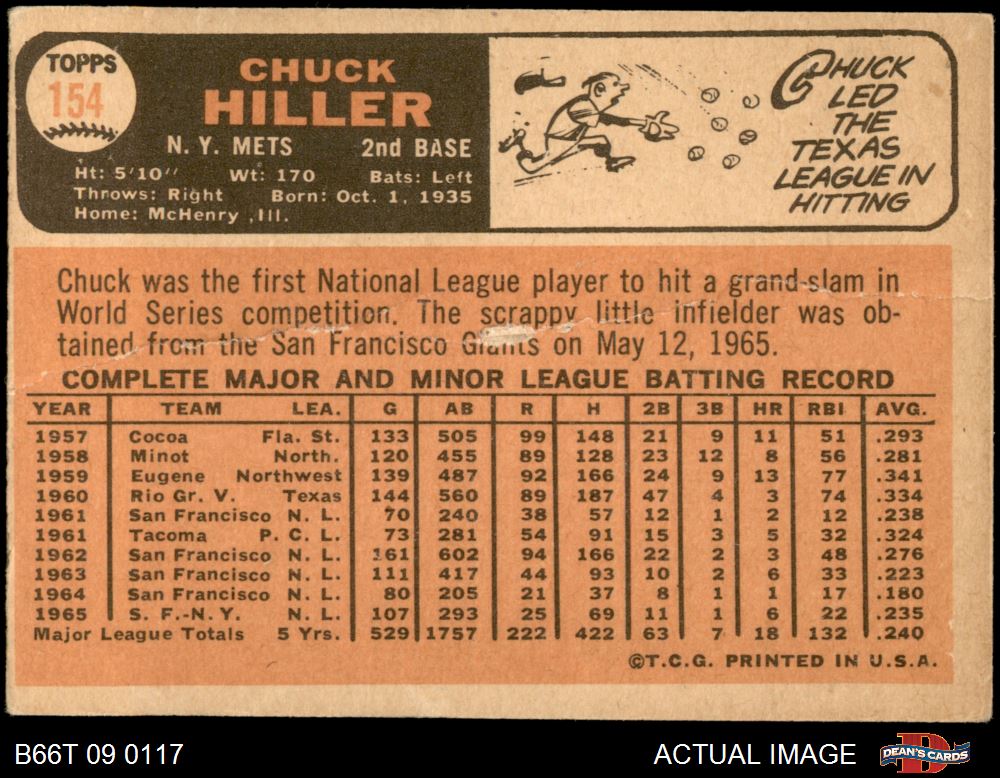 TOPPS
154
CHUCK
HILLER
N. Y. METS 2nd BASE
Ht: 5'10" Wt: 170 Bats: Left
Throws: Right Born: Oct. 1, 1935
Home: McHenry ,Ill.
CHUCK
LED
THE
TEXAS
LEAGUE IN
HITTING
Chuck was the first National League player to hit a grand-slam in
World Series competition. The scrappy little infielder was ob-
tained from the San Francisco Giants on May 12, 1965.
COMPLETE MAJOR AND MINOR LEAGUE BATTING RECORD
YEAR TEAM LEA. G AB R H 2B 3B HR RBI AVG.
1957 Cocoa Fla. St. 133 505 99 148 21 9 11 51 .293
1958 Minot North. 120 455 89 128 23 12 8 56 .281
1959 Eugene Northwest 139 487 92 166 24 9 13 77 .341
1960 Rio Gr. V. Texas 144 560 89 187 47 4 3 74 .334
1961 San Francisco N. L. 70 240 38 57 12 1 2 12 .238
1961 Tacoma P. C. L. 73 281 54 91 15 3 5 32 .324
1962 San Francisco N. L. 161 602 94 166 22 2 3 48 .276
1963 San Francisco N. L. 111 417 44 93 10 2 6 33 .223
1964 San Francisco N. L. 80 205 21 37 8 1 1 17 .180
1965 S. F.-N. Y. N. L. 107 293 25 69 11 1 6 22 .235
Major League Totals 5 Yrs. 529 1757 222 422 63 7 18 132 .240
©T.C.G. PRINTED IN U.S.A.
B66T 09 0117 ACTUAL IMAGE DEAN'S CARDS